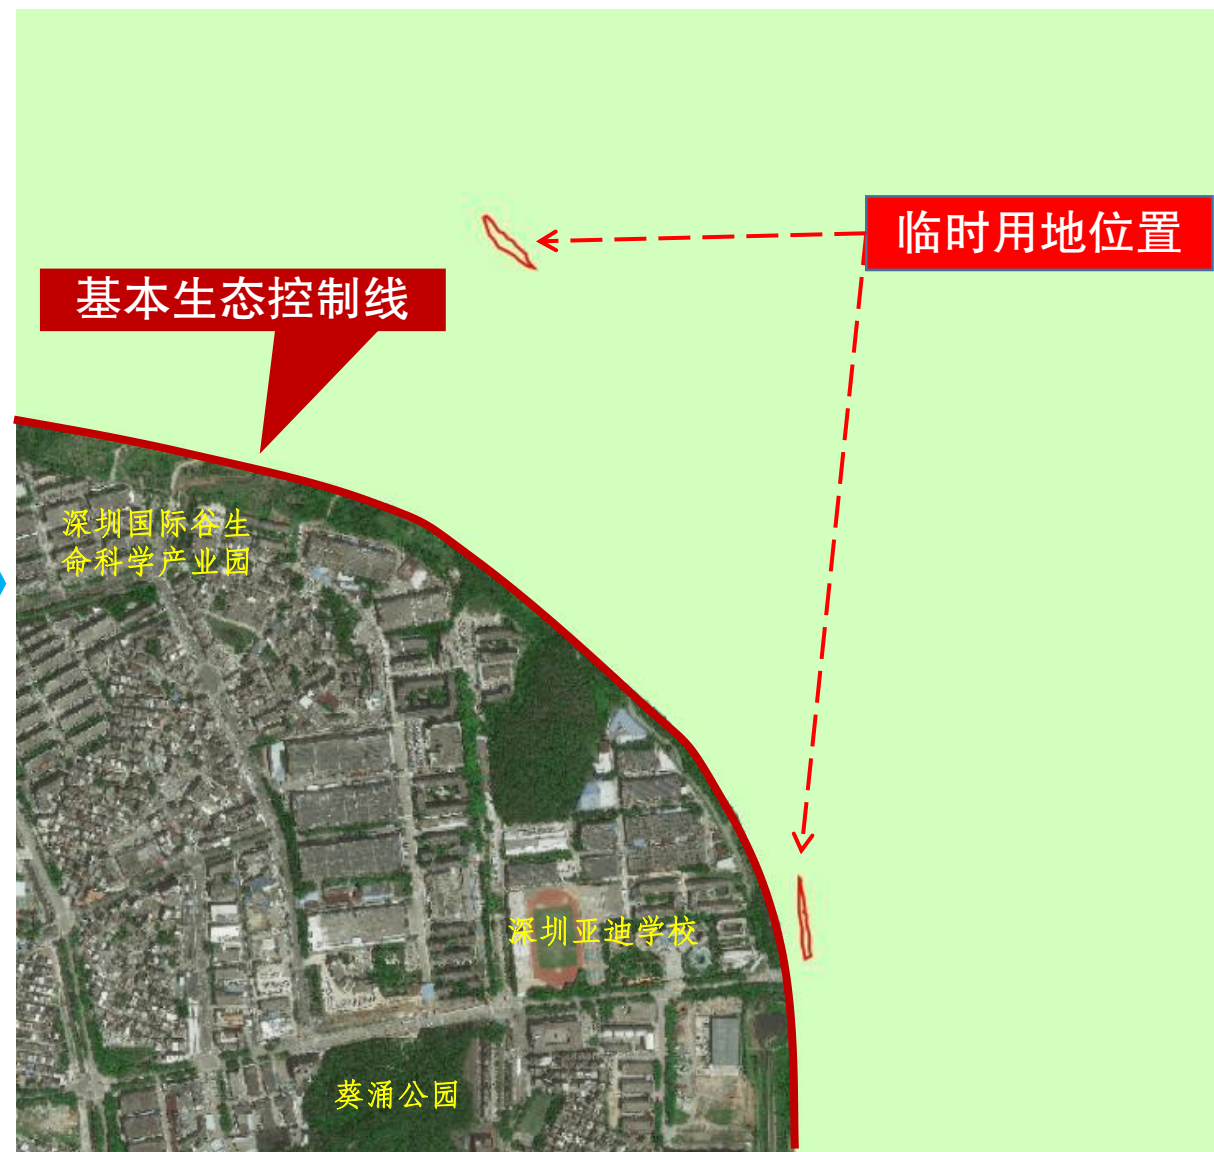 临时用地位置
基本生态控制线
深圳国际谷生
命科学产业园
深圳亚迪学校
葵涌公园